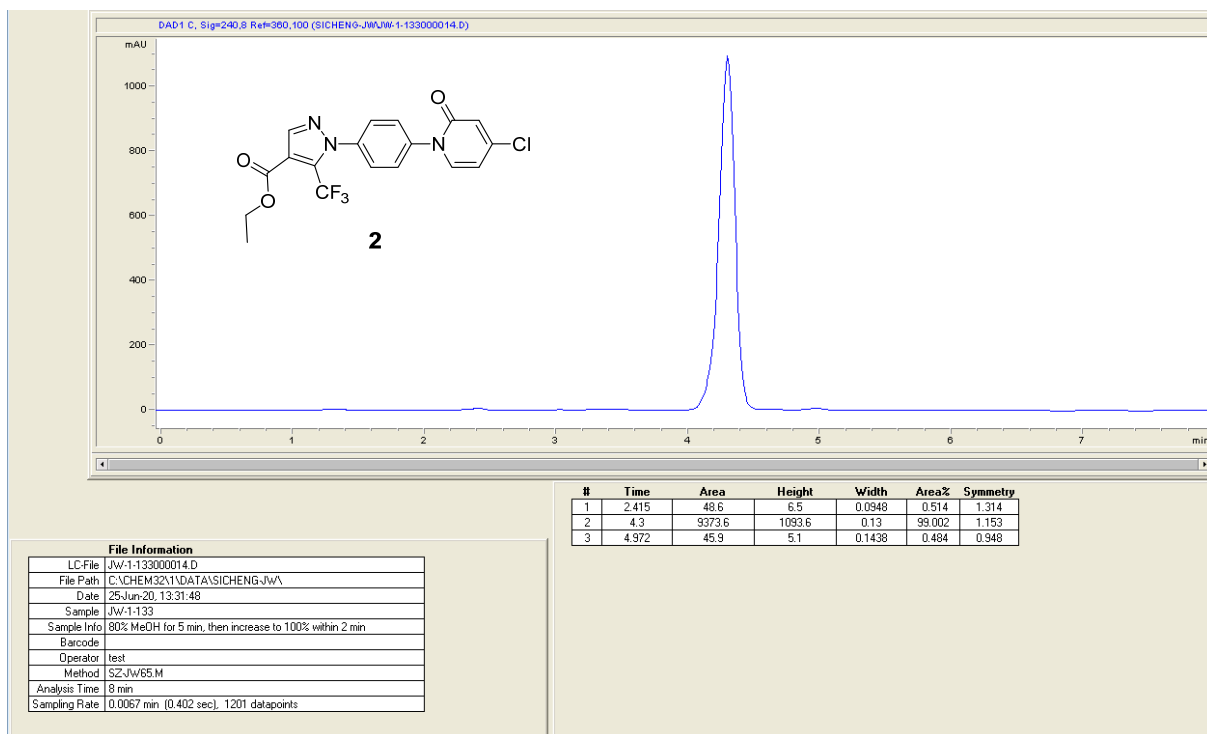 DAD1 C, Sig=240,8 Ref=360,100 (SICHENG-JW\JW-1-133000014.D)
mAU
1000
800
600
400
200
0
0 1 2 3 4 5 6 7 min
O
N
N
N
O
Cl
O
CF3
2
# Time Area Height Width Area% Symmetry
1 2.415 48.6 6.5 0.0948 0.514 1.314
2 4.3 9373.6 1093.6 0.13 99.002 1.153
3 4.972 45.9 5.1 0.1438 0.484 0.948
File Information
LC-File JW-1-133000014.D
File Path C:\CHEM32\1\DATA\SICHENG-JW\
Date 25-Jun-20, 13:31:48
Sample JW-1-133
Sample Info 80% MeOH for 5 min, then increase to 100% within 2 min
Barcode
Operator test
Method SZ-JW65.M
Analysis Time 8 min
Sampling Rate 0.0067 min (0.402 sec), 1201 datapoints